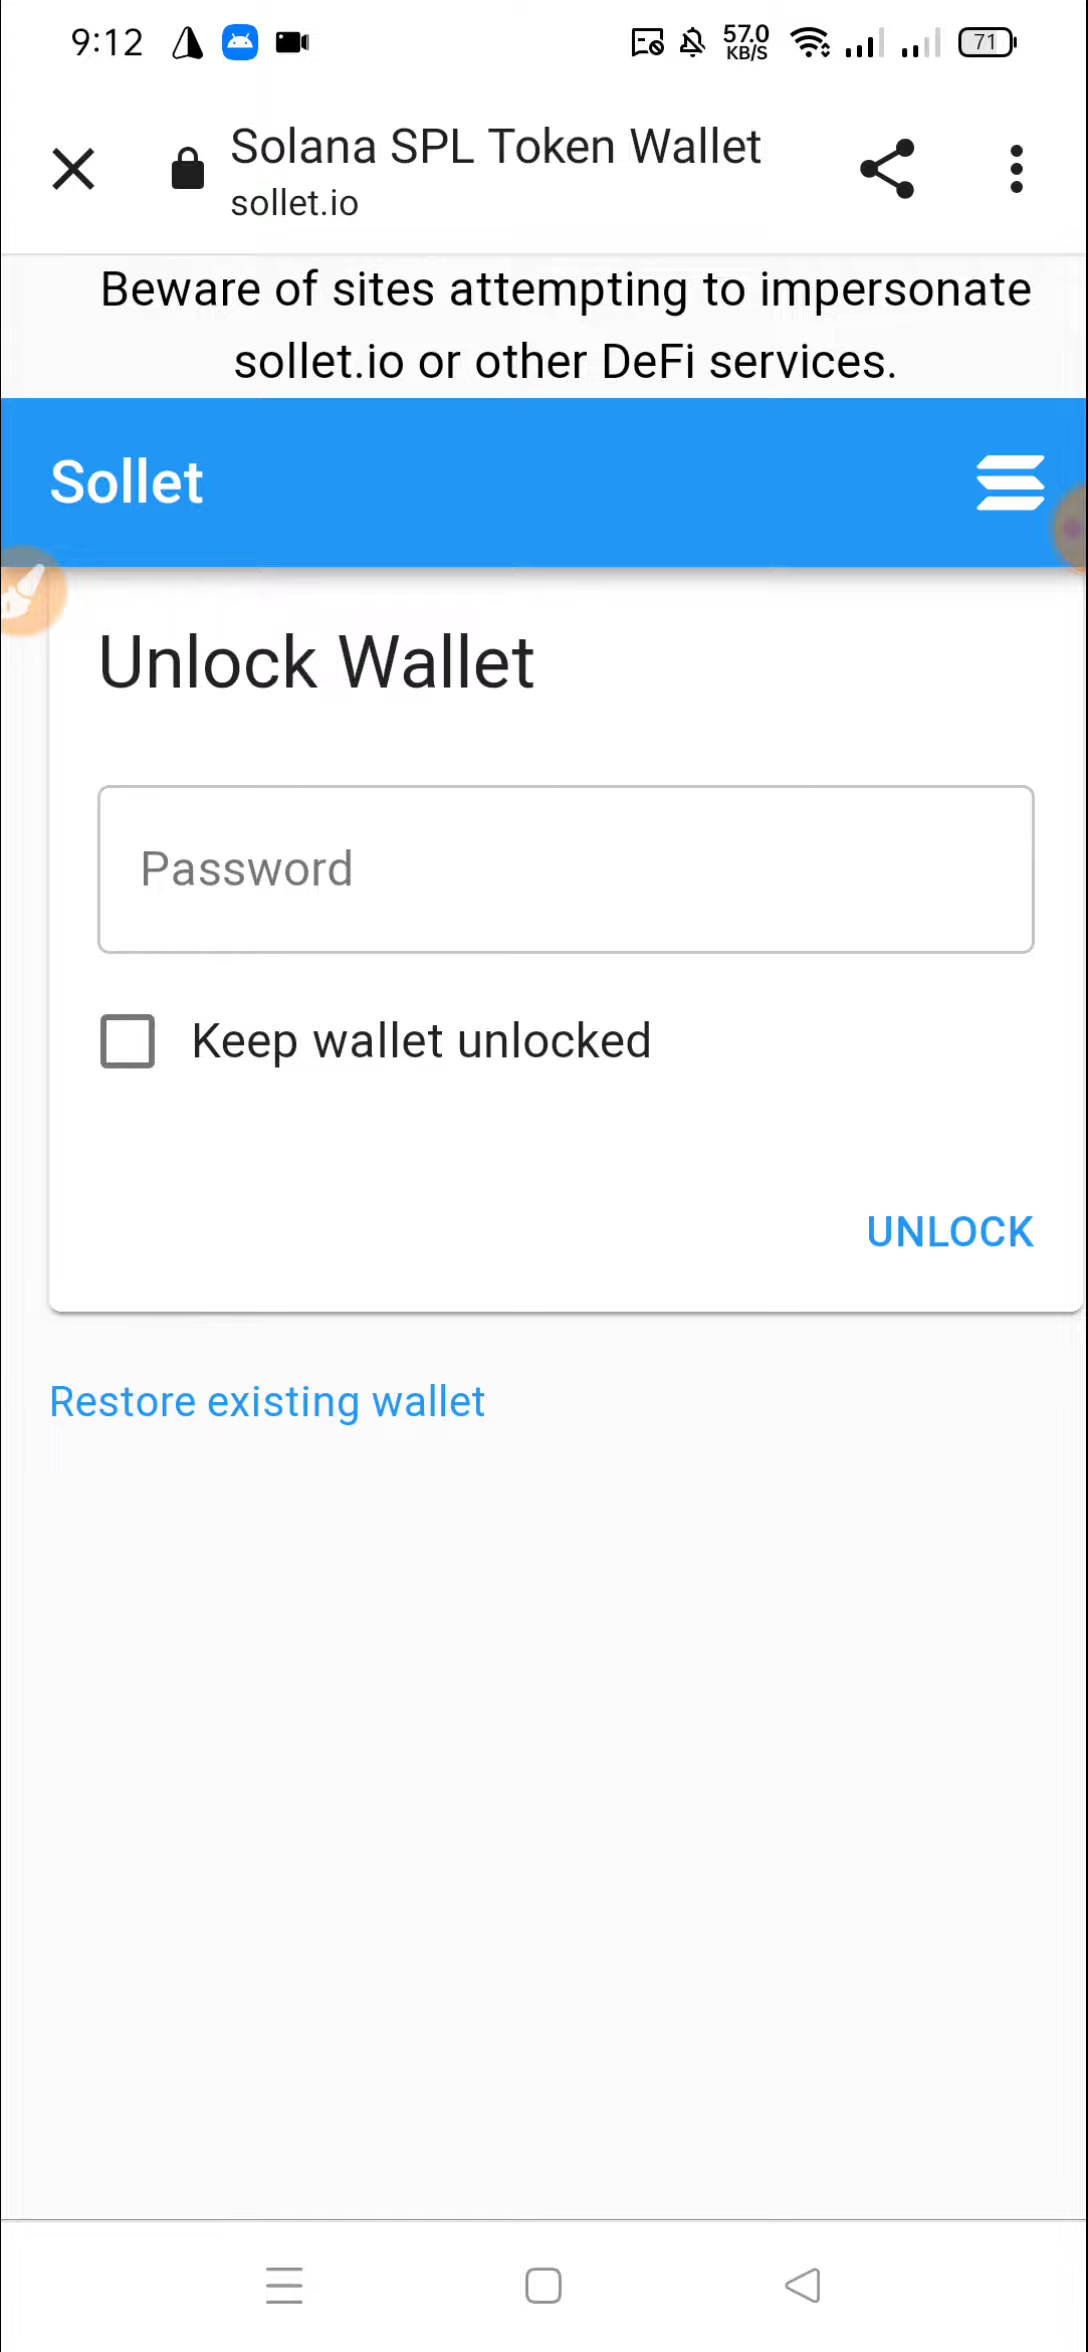 9:12
57.0
KB/S
71
Solana SPL Token Wallet
sollet.io
Beware of sites attempting to impersonate
sollet.io or other DeFi services.
Sollet
Unlock Wallet
Password
Keep wallet unlocked
UNLOCK
Restore existing wallet